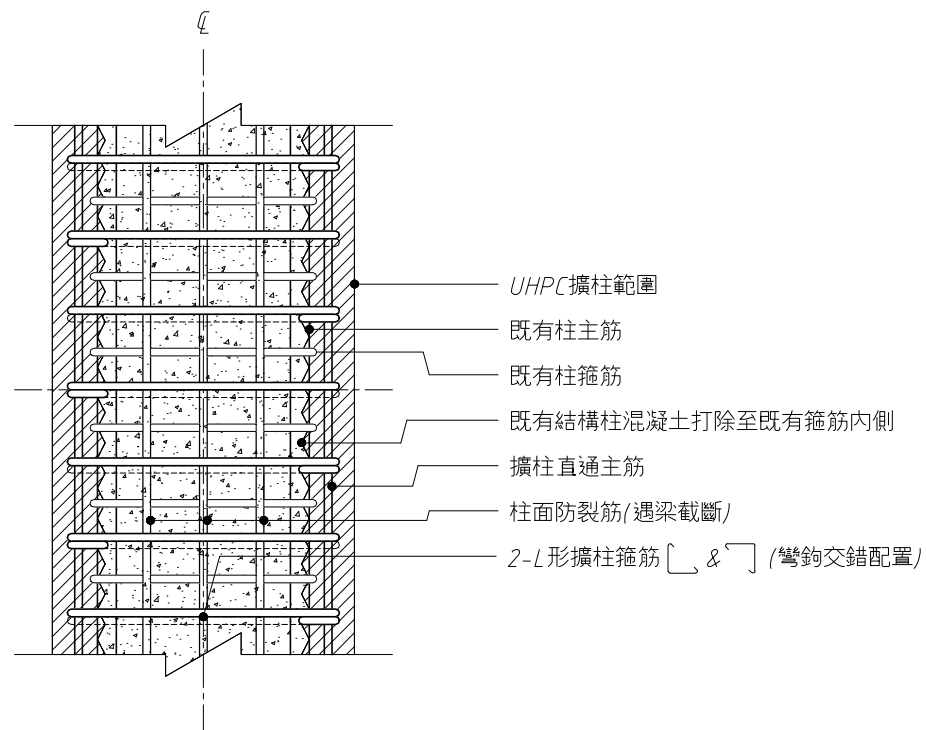 ℄
UHPC擴柱範圍
既有柱主筋
既有柱箍筋
既有結構柱混凝土打除至既有箍筋內側
擴柱直通主筋
柱面防裂筋(遇梁截斷)
2-L形擴柱箍筋 & (彎鉤交錯配置)